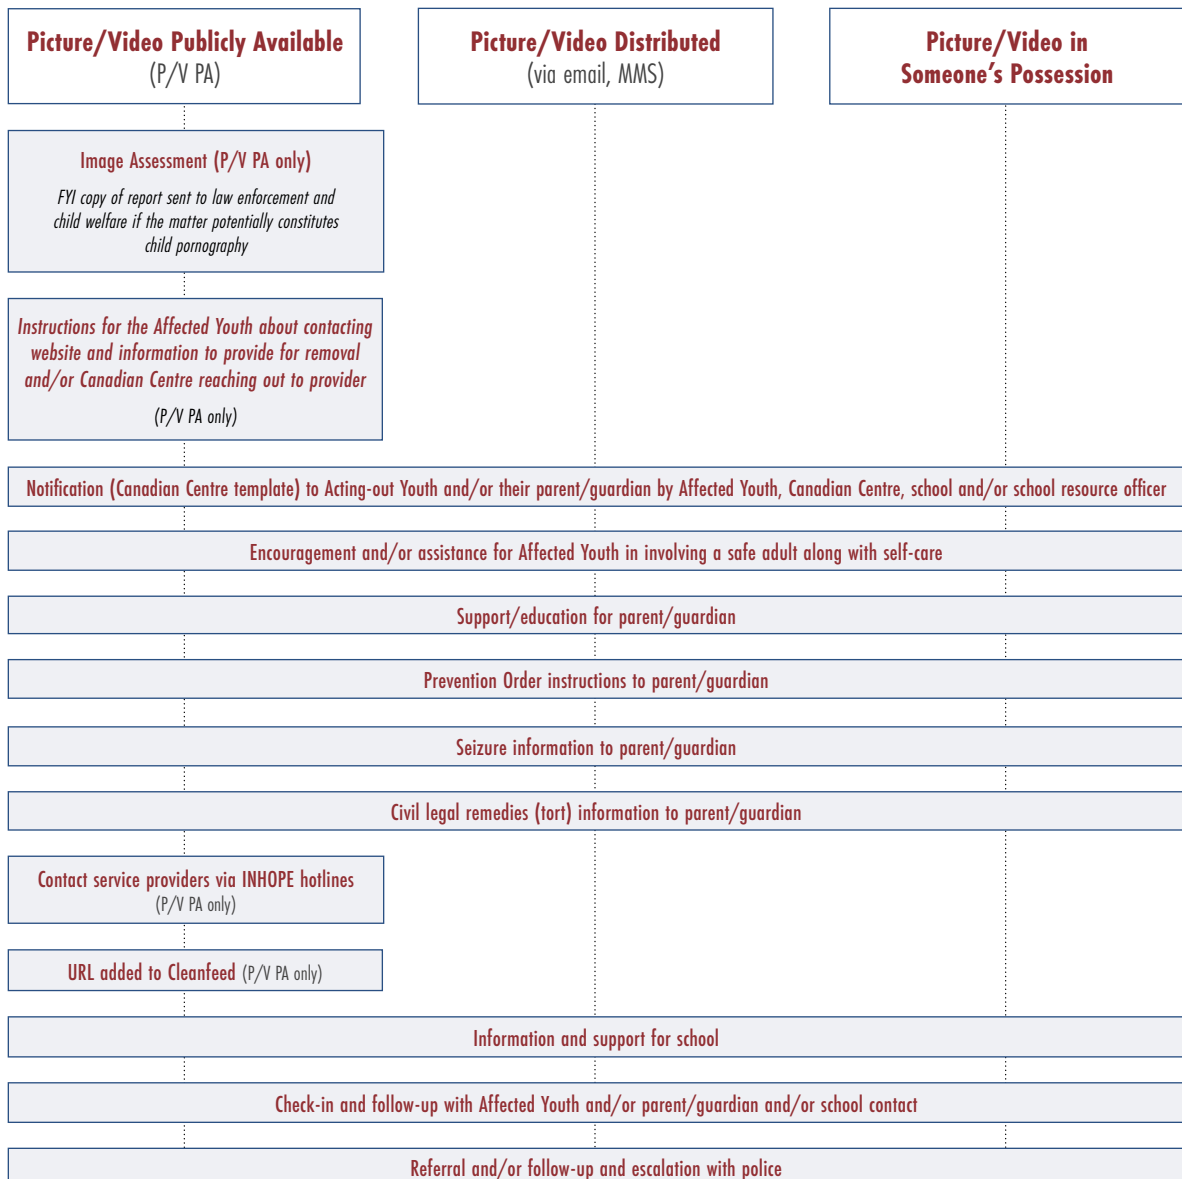 Picture/Video Publicly Available
(P/V PA)
Picture/Video Distributed
(via email, MMS)
Picture/Video in
Someone's Possession
Image Assessment (P/V PA only)
FYI copy of report sent to law enforcement and
child welfare if the matter potentially constitutes
child pornography
Instructions for the Affected Youth about contacting
website and information to provide for removal
and/or Canadian Centre reaching out to provider
(P/V PA only)
Notification (Canadian Centre template) to Acting-out Youth and/or their parent/guardian by Affected Youth, Canadian Centre, school and/or school resource officer
Encouragement and/or assistance for Affected Youth in involving a safe adult along with self-care
Support/education for parent/guardian
Prevention Order instructions to parent/guardian
Seizure information to parent/guardian
Civil legal remedies (tort) information to parent/guardian
Contact service providers via INHOPE hotlines
(P/V PA only)
URL added to Cleanfeed (P/V PA only)
Information and support for school
Check-in and follow-up with Affected Youth and/or parent/guardian and/or school contact
Referral and/or follow-up and escalation with police